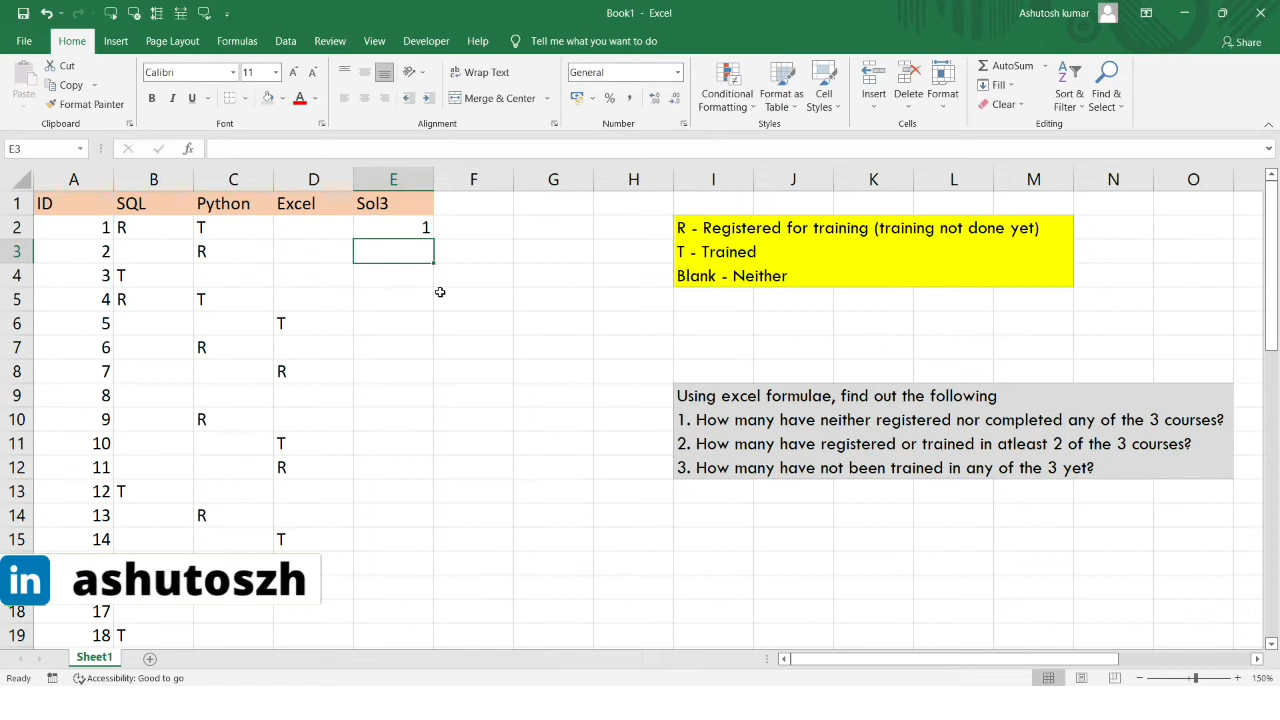 Book1 - Excel
Ashutosh kumar
File Home Insert Page Layout Formulas Data Review View Developer Help Tell me what you want to do
Share
Cut
Copy
Format Painter
Paste
Clipboard
Calibri 11
B I U
Font
Wrap Text
Merge & Center
Alignment
General
Number
Conditional Formatting
Format as Table
Cell Styles
Styles
Insert Delete Format
Cells
AutoSum
Fill
Clear
Sort & Filter
Find & Select
Editing
E3
fx
A B C D E F G H I J K L M N O
1 ID SQL Python Excel Sol3
2 1 R T 1
3 2 R
4 3 T
5 4 R T
6 5 T
7 6 R
8 7 R
9 8
10 9 R
11 10 T
12 11 R
13 12 T
14 13 R
15 14 T
18 17
19 18 T
R - Registered for training (training not done yet)
T - Trained
Blank - Neither
Using excel formulae, find out the following
1. How many have neither registered nor completed any of the 3 courses?
2. How many have registered or trained in atleast 2 of the 3 courses?
3. How many have not been trained in any of the 3 yet?
in ashutoszh
Sheet1
Ready
Accessibility: Good to go
150%